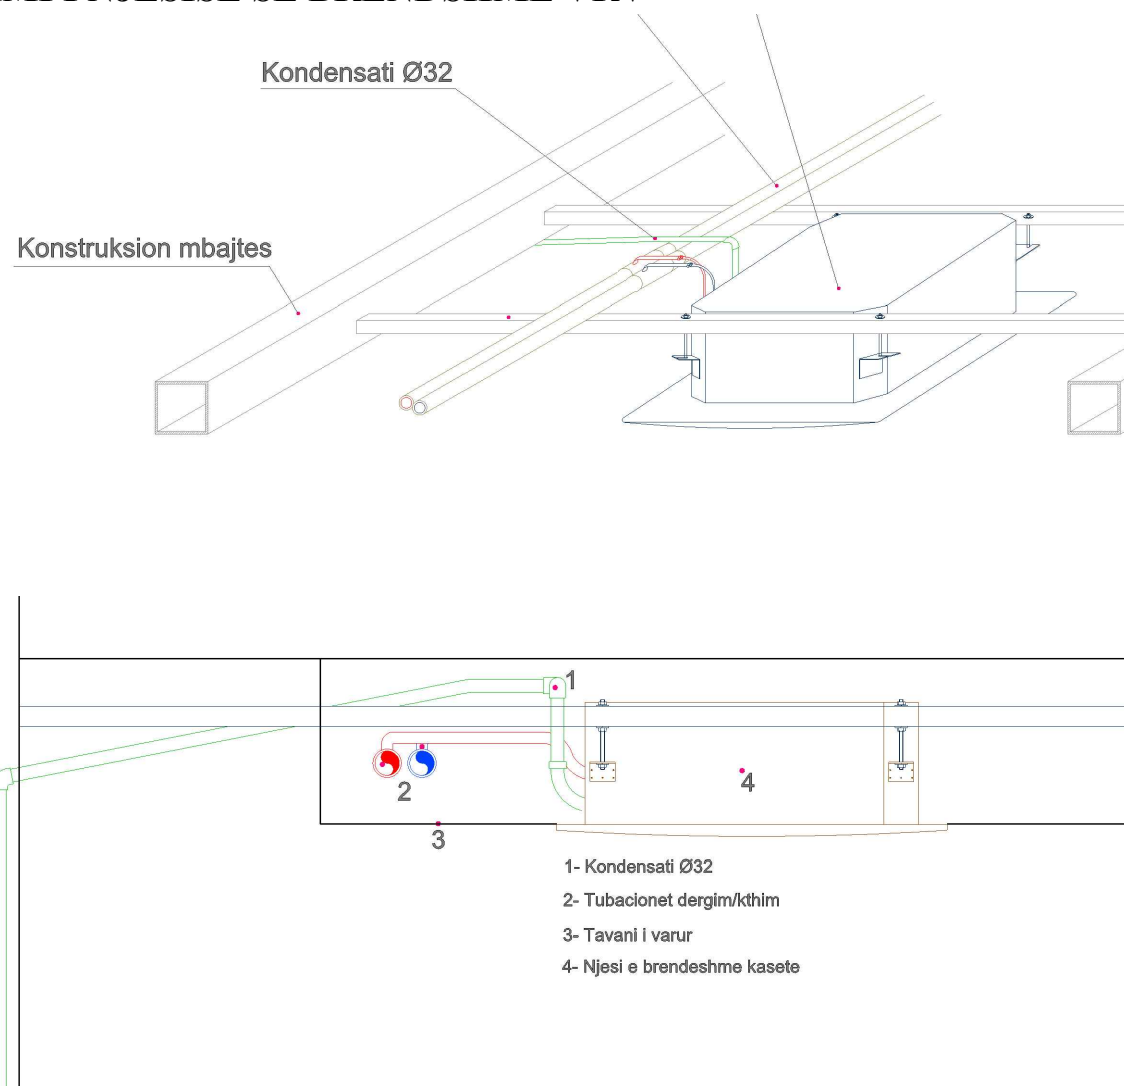 Kondensati Ø32
Konstruksion mbajtes
1
2
4
3
1- Kondensati Ø32
2- Tubacionet dergim/kthim
3- Tavani i varur
4- Njesi e brendeshme kasete